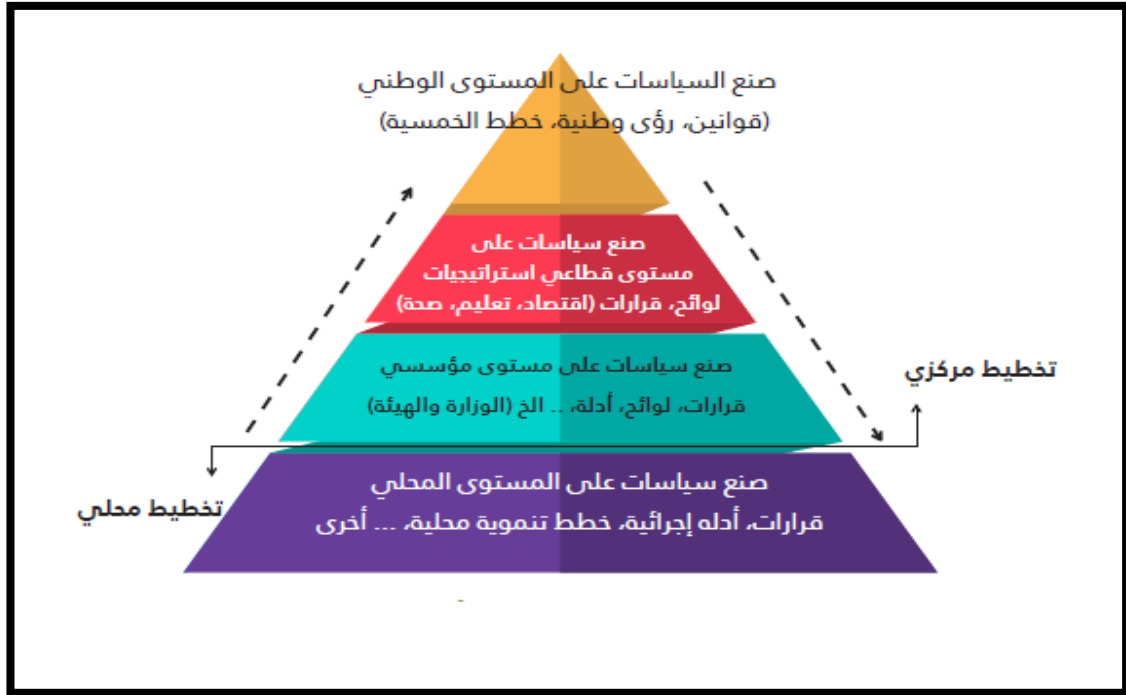 صنع السياسات على المستوى الوطني
(قوانين، رؤى وطنية، خطط الخمسية)
صنع سياسات على
مستوى قطاعي استراتيجيات
لوائح، قرارات (اقتصاد، تعليم، صحة)
صنع سياسات على مستوى مؤسسي
قرارات، لوائح، أدلة، .. الخ (الوزارة والهيئة)
تخطيط مركزي
صنع سياسات على المستوى المحلي
قرارات، أدله إجرائية، خطط تنموية محلية، ... أخرى
تخطيط محلي